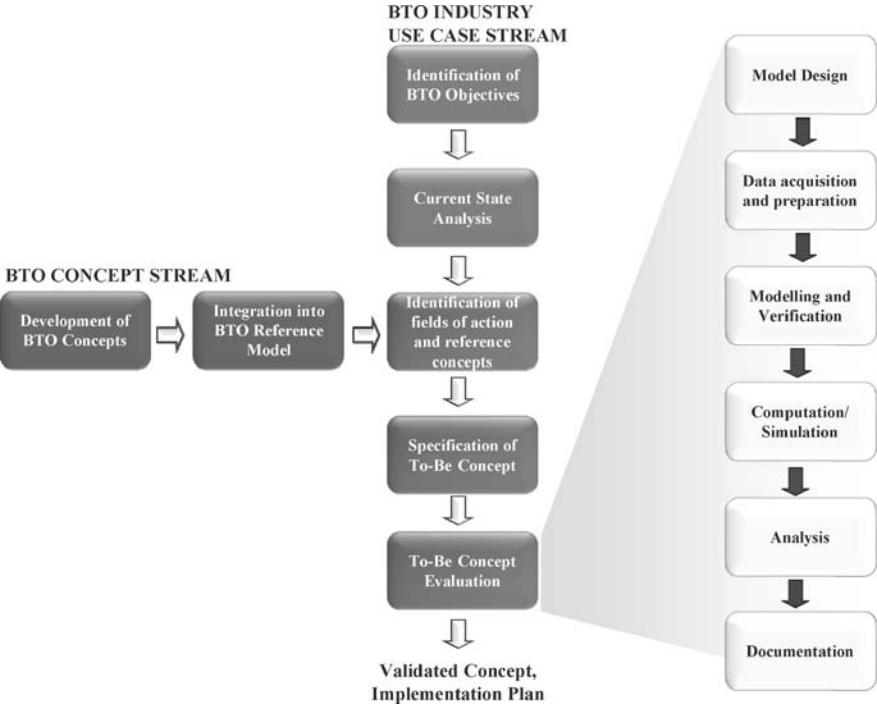 BTO INDUSTRY
USE CASE STREAM
Identification of
BTO Objectives
Current State
Analysis
BTO CONCEPT STREAM
Development of
BTO Concepts
Integration into
BTO Reference
Model
Identification of
fields of action
and reference
concepts
Specification of
To-Be Concept
To-Be Concept
Evaluation
Validated Concept,
Implementation Plan
Model Design
Data acquisition
and preparation
Modelling and
Verification
Computation/
Simulation
Analysis
Documentation